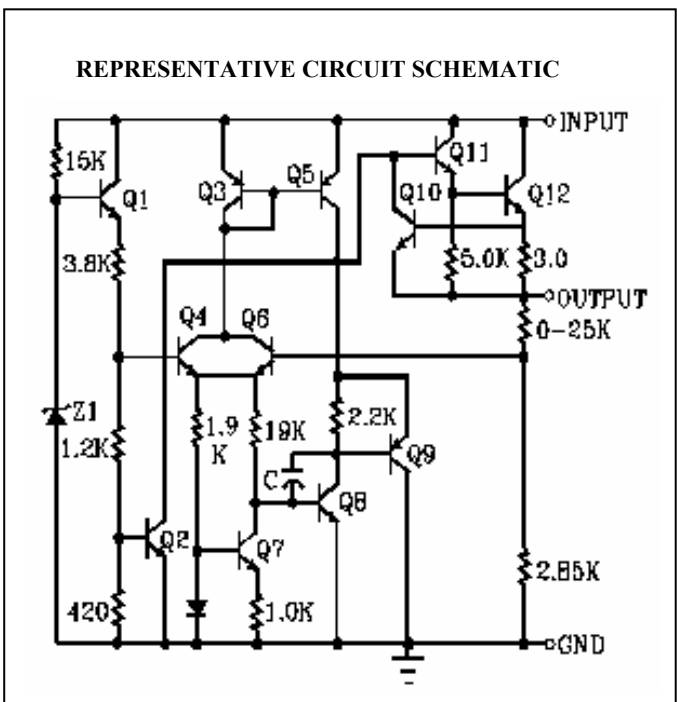 REPRESENTATIVE CIRCUIT SCHEMATIC
INPUT
15K
Q1
Q3
Q5
Q11
Q10
Q12
3.8K
5.0K
3.0
OUTPUT
Q4
Q6
0-25K
Z1
1.9
K
19K
2.2K
1.2K
C
Q9
Q8
Q2
Q7
2.85K
420
1.0K
GND